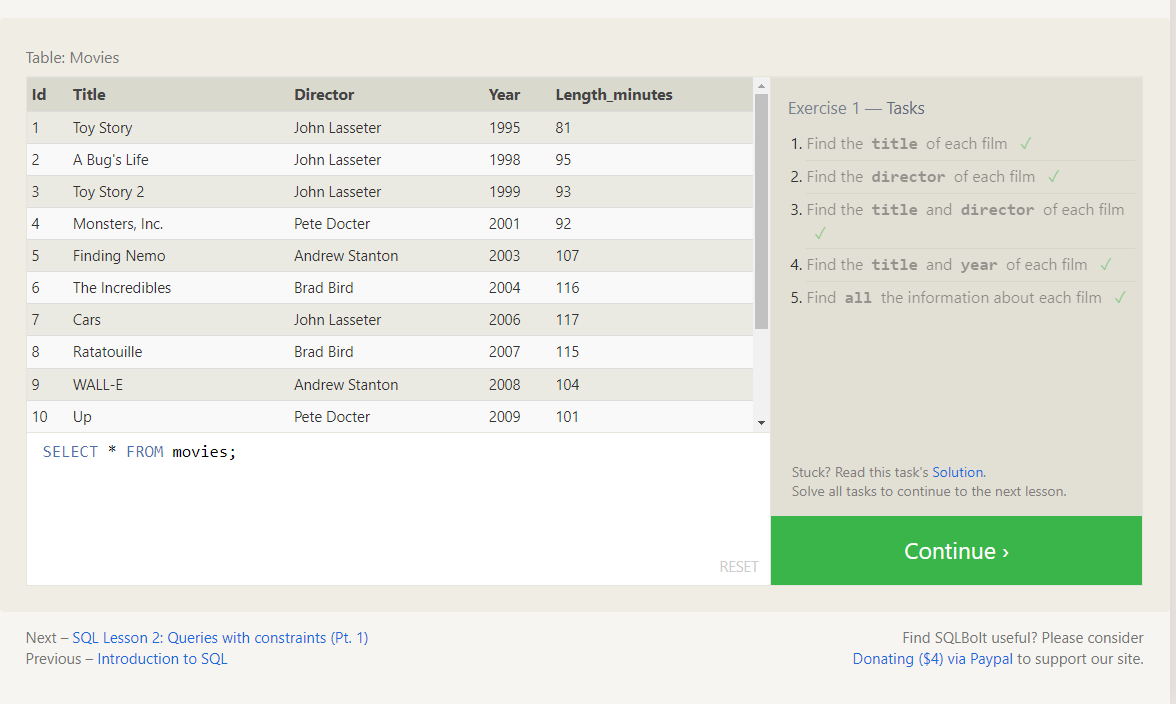 Table: Movies
Id Title Director Year Length_minutes
1 Toy Story John Lasseter 1995 81
2 A Bug's Life John Lasseter 1998 95
3 Toy Story 2 John Lasseter 1999 93
4 Monsters, Inc. Pete Docter 2001 92
5 Finding Nemo Andrew Stanton 2003 107
6 The Incredibles Brad Bird 2004 116
7 Cars John Lasseter 2006 117
8 Ratatouille Brad Bird 2007 115
9 WALL-E Andrew Stanton 2008 104
10 Up Pete Docter 2009 101
SELECT * FROM movies;
RESET
Exercise 1 — Tasks
1. Find the title of each film ✓
2. Find the director of each film ✓
3. Find the title and director of each film
✓
4. Find the title and year of each film ✓
5. Find all the information about each film ✓
Stuck? Read this task's Solution.
Solve all tasks to continue to the next lesson.
Continue ›
Next – SQL Lesson 2: Queries with constraints (Pt. 1)
Previous – Introduction to SQL
Find SQLBolt useful? Please consider
Donating ($4) via Paypal to support our site.